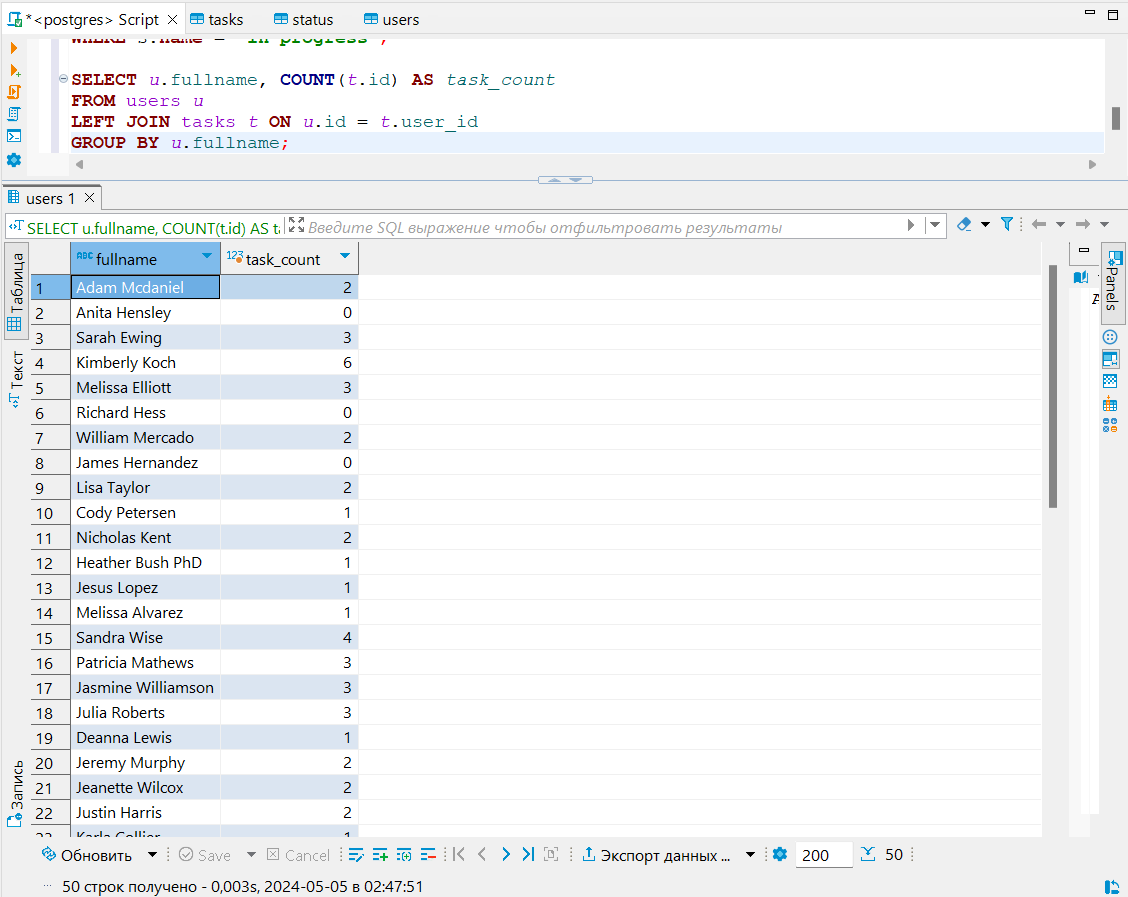 *<postgres> Script
tasks
status
users
WHERE s.name = 'in progress';
SELECT u.fullname, COUNT(t.id) AS task_count
FROM users u
LEFT JOIN tasks t ON u.id = t.user_id
GROUP BY u.fullname;
users 1
SELECT u.fullname, COUNT(t.id) AS t
Введите SQL выражение чтобы отфильтровать результаты
Таблица
Текст
Запись
Panels
ABC fullname
123 task_count
1 Adam Mcdaniel 2
2 Anita Hensley 0
3 Sarah Ewing 3
4 Kimberly Koch 6
5 Melissa Elliott 3
6 Richard Hess 0
7 William Mercado 2
8 James Hernandez 0
9 Lisa Taylor 2
10 Cody Petersen 1
11 Nicholas Kent 2
12 Heather Bush PhD 1
13 Jesus Lopez 1
14 Melissa Alvarez 1
15 Sandra Wise 4
16 Patricia Mathews 3
17 Jasmine Williamson 3
18 Julia Roberts 3
19 Deanna Lewis 1
20 Jeremy Murphy 2
21 Jeanette Wilcox 2
22 Justin Harris 2
23 Karla Collier 1
Обновить
Save
Cancel
Экспорт данных ...
200
50
50 строк получено - 0,003s, 2024-05-05 в 02:47:51